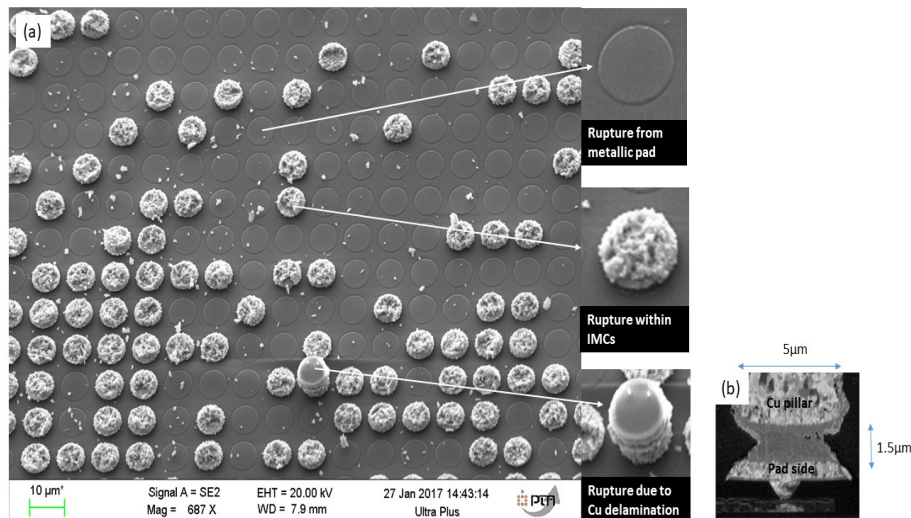 (a)
Rupture from
metallic pad
Rupture within
IMCs
Rupture due to
Cu delamination
10 µm*
Signal A = SE2
Mag = 687 X
EHT = 20.00 kV
WD = 7.9 mm
27 Jan 2017 14:43:14
Ultra Plus
PTA
5µm
(b)
Cu pillar
1.5µm
Pad side